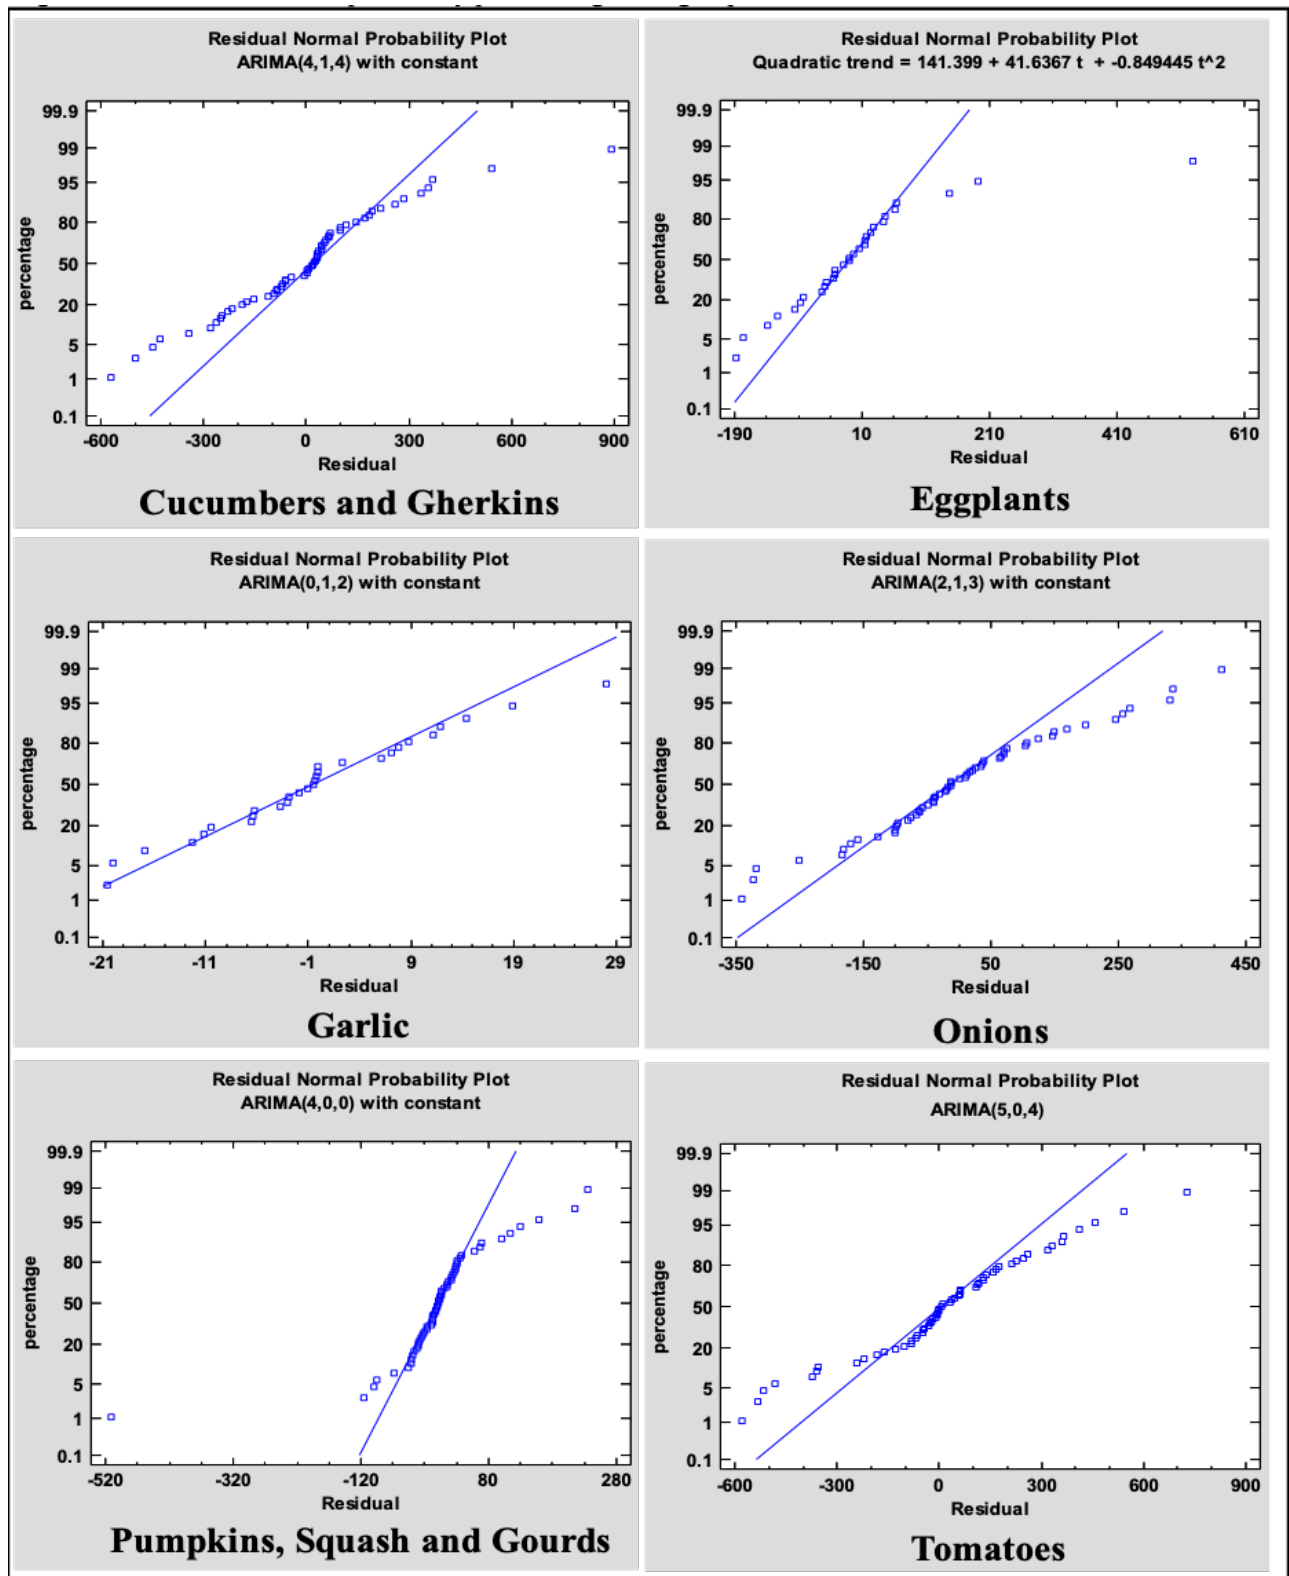 Residual Normal Probability Plot
ARIMA(4,1,4) with constant
percentage
99.9
99
95
80
50
20
5
1
0.1
-600 -300 0 300 600 900
Residual
Cucumbers and Gherkins
Residual Normal Probability Plot
Quadratic trend = 141.399 + 41.6367 t + -0.849445 t^2
percentage
99.9
99
95
80
50
20
5
1
0.1
-190 10 210 410 610
Residual
Eggplants
Residual Normal Probability Plot
ARIMA(0,1,2) with constant
percentage
99.9
99
95
80
50
20
5
1
0.1
-21 -11 -1 9 19 29
Residual
Garlic
Residual Normal Probability Plot
ARIMA(2,1,3) with constant
percentage
99.9
99
95
80
50
20
5
1
0.1
-350 -150 50 250 450
Residual
Onions
Residual Normal Probability Plot
ARIMA(4,0,0) with constant
percentage
99.9
99
95
80
50
20
5
1
0.1
-520 -320 -120 80 280
Residual
Pumpkins, Squash and Gourds
Residual Normal Probability Plot
ARIMA(5,0,4)
percentage
99.9
99
95
80
50
20
5
1
0.1
-600 -300 0 300 600 900
Residual
Tomatoes